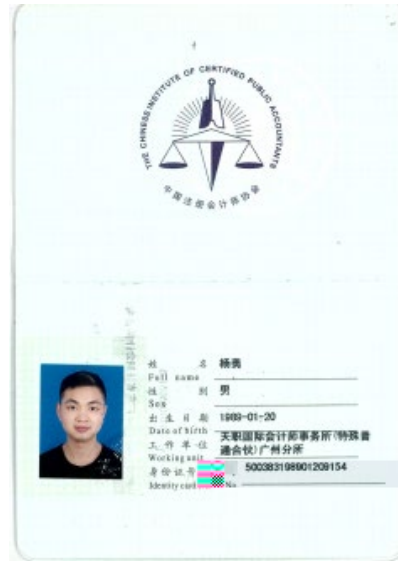 THE CHINESE INSTITUTE OF CERTIFIED PUBLIC ACCOUNTANTS
中国注册会计师协会
姓 名 杨勇
Full name
性 别 男
Sex
出 生 日 期 1989-01-20
Date of birth
工 作 单 位 天职国际会计师事务所(特殊普
通合伙)广州分所
Working unit
身份证号 500383198901209154
Identity card No.